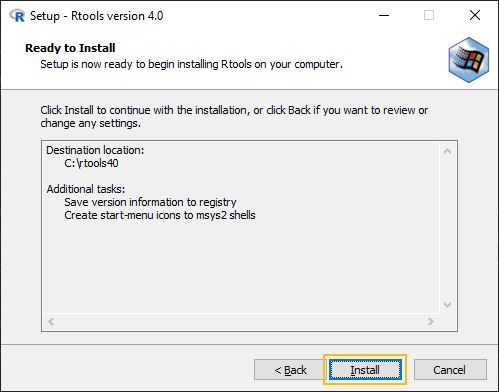 Setup - Rtools version 4.0
Ready to Install
Setup is now ready to begin installing Rtools on your computer.
Click Install to continue with the installation, or click Back if you want to review or
change any settings.
Destination location:
C:\rtools40
Additional tasks:
Save version information to registry
Create start-menu icons to msys2 shells
< Back
Install
Cancel